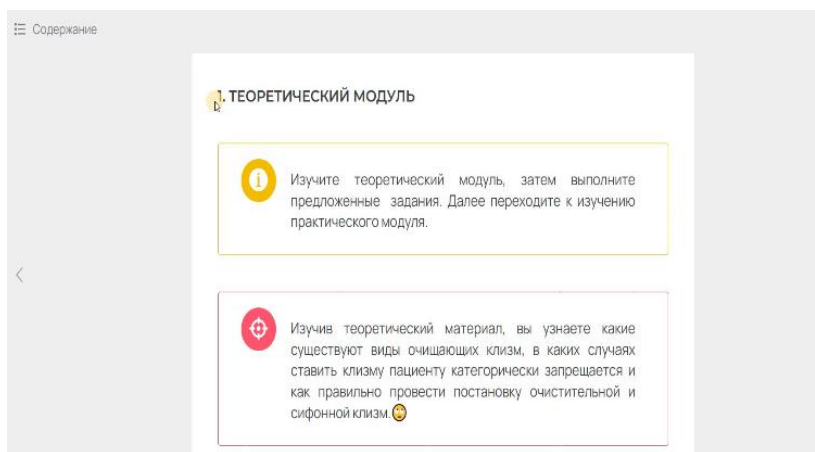 Содержание
1. ТЕОРЕТИЧЕСКИЙ МОДУЛЬ
Изучите теоретический модуль, затем выполните
предложенные задания. Далее переходите к изучению
практического модуля.
Изучив теоретический материал, вы узнаете какие
существуют виды очищающих клизм, в каких случаях
ставить клизму пациенту категорически запрещается и
как правильно провести постановку очистительной и
сифонной клизм.